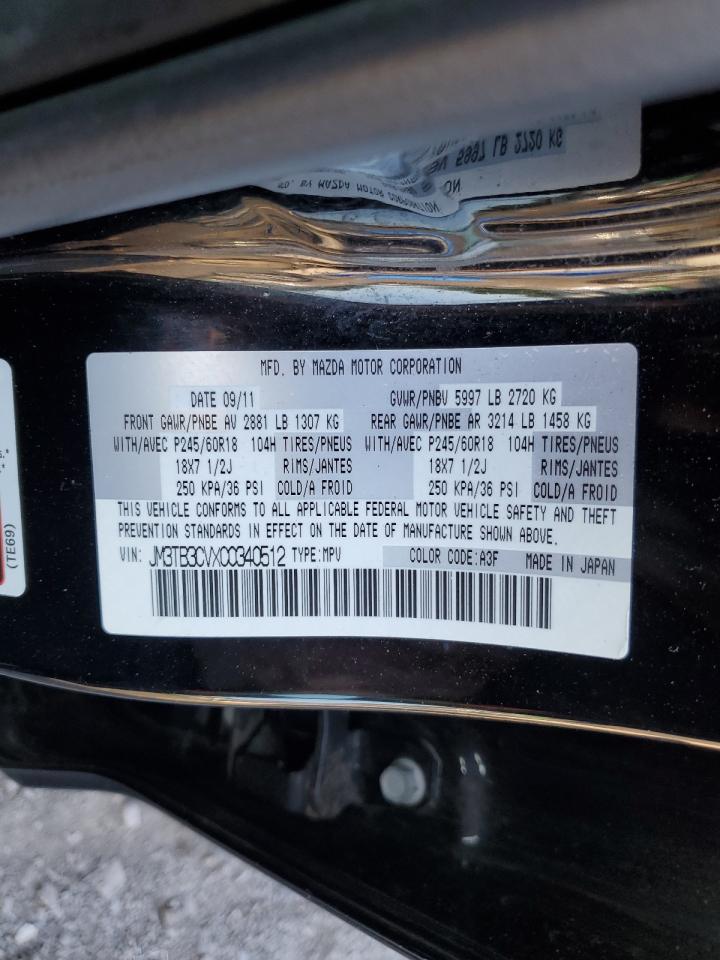 MFD. BY MAZDA MOTOR CORPORATION
DATE 09/11 GVWR/PNBV 5997 LB 2720 KG
FRONT GAWR/PNBE AV 2881 LB 1307 KG REAR GAWR/PNBE AR 3214 LB 1458 KG
WITH/AVEC P245/60R18 104H TIRES/PNEUS WITH/AVEC P245/60R18 104H TIRES/PNEUS
18X7 1/2J RIMS/JANTES 18X7 1/2J RIMS/JANTES
250 KPA/36 PSI COLD/A FROID 250 KPA/36 PSI COLD/A FROID
THIS VEHICLE CONFORMS TO ALL APPLICABLE FEDERAL MOTOR VEHICLE SAFETY AND THEFT
PREVENTION STANDARDS IN EFFECT ON THE DATE OF MANUFACTURE SHOWN ABOVE.
VIN: JM3TB3CVXC0340512 TYPE:MPV COLOR CODE:A3F MADE IN JAPAN
(TE69)